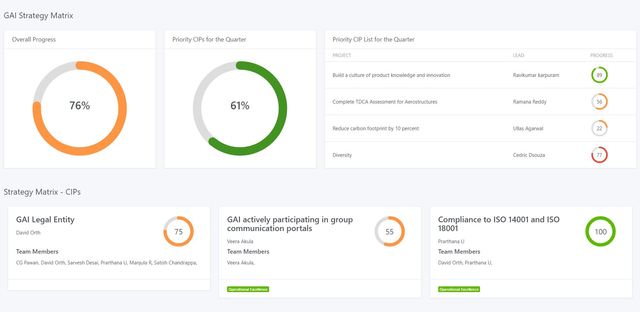 GAI Strategy Matrix
Overall Progress
76%
Priority CIPs for the Quarter
61%
Priority CIP List for the Quarter
PROJECT LEAD PROGRESS
Build a culture of product knowledge and innovation Ravikumar karpuram 89
Complete TDCA Assessment for Aerostructures Ramana Reddy 56
Reduce carbon footprint by 10 percent Ullas Agarwal 22
Diversity Cedric Dsouza 77
Strategy Matrix - CIPs
GAI Legal Entity
David Orth
75
Team Members
CG Pawan, David Orth, Sarvesh Desai, Prarthana U, Manjula R, Satish Chandrappa,
GAI actively participating in group
communication portals
Veera Akula
55
Team Members
Veera Akula,
Operational Excellence
Compliance to ISO 14001 and ISO
18001
Prarthana U
100
Team Members
David Orth, Prarthana U,
Operational Excellence